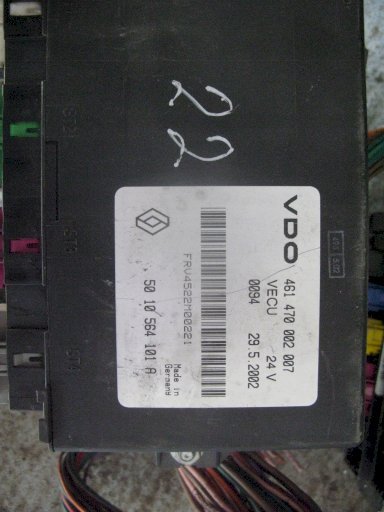 22
VDO
461 470 002 007
VECU 24 V
0094 29.5.2002
FRV4522M00221
50 10 564 101 A
Made in
Germany